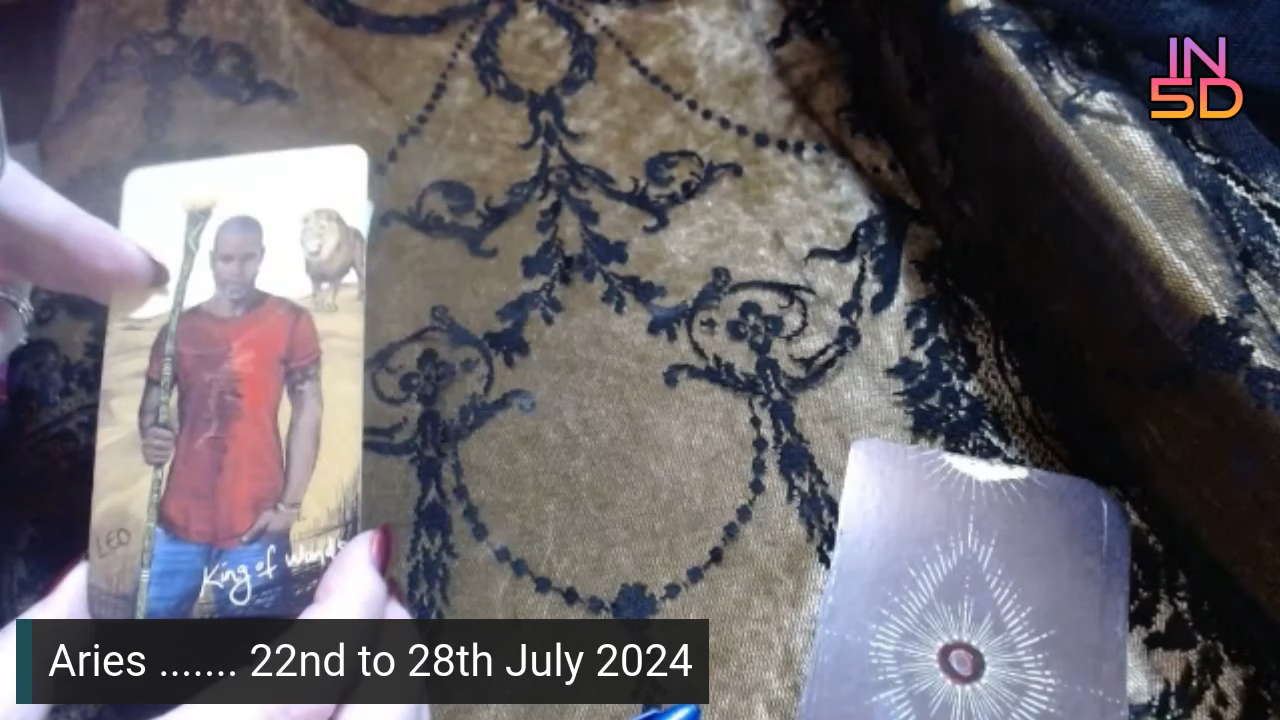 IN
5D
LEO
King of Wands
Aries ....... 22nd to 28th July 2024